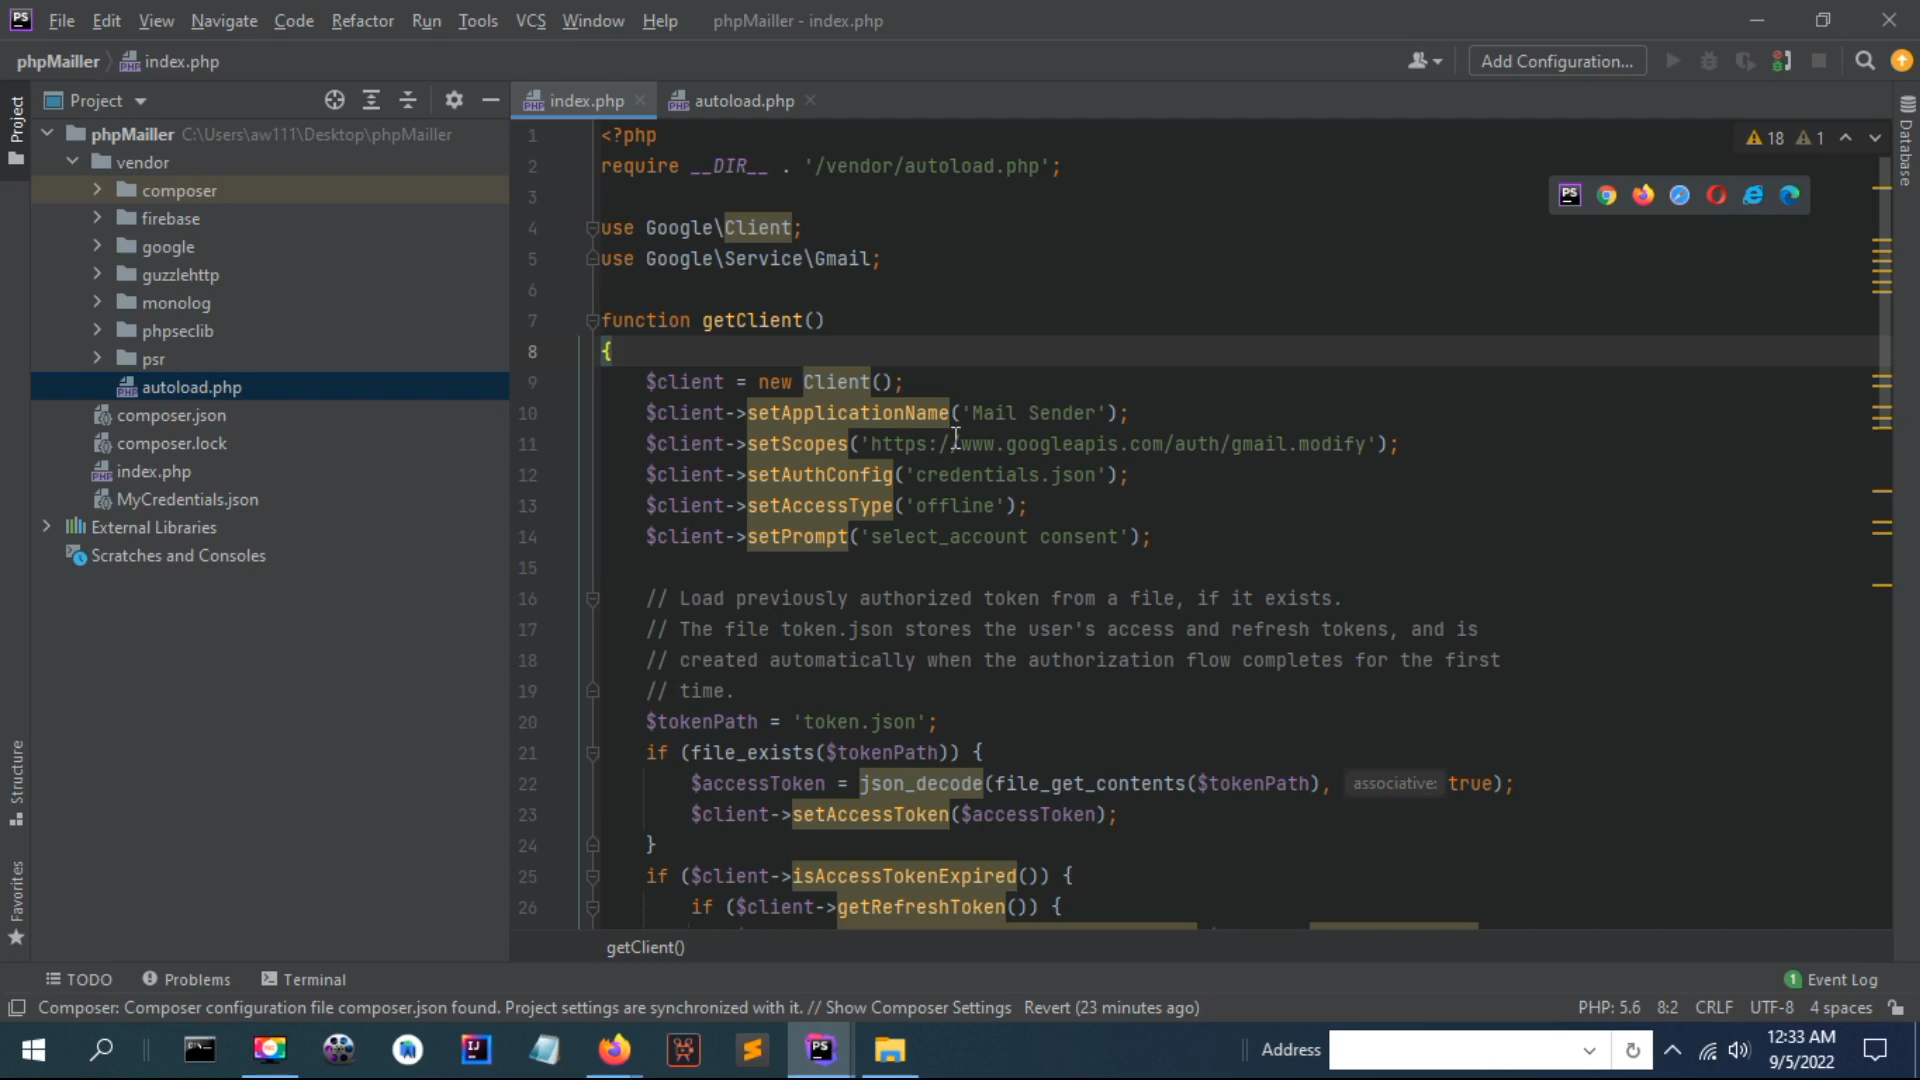 PS File Edit View Navigate Code Refactor Run Tools VCS Window Help phpMailler - index.php
phpMailler index.php Add Configuration...
Project index.php autoload.php
Project
phpMailler C:\Users\aw111\Desktop\phpMailler
vendor
composer
firebase
google
guzzlehttp
monolog
phpseclib
psr
autoload.php
composer.json
composer.lock
index.php
MyCredentials.json
External Libraries
Scratches and Consoles
Structure
Favorites
Database
18 1
PS
1 <?php
2 require __DIR__ . '/vendor/autoload.php';
3
4 use Google\Client;
5 use Google\Service\Gmail;
6
7 function getClient()
8 {
9 $client = new Client();
10 $client->setApplicationName('Mail Sender');
11 $client->setScopes('https://www.googleapis.com/auth/gmail.modify');
12 $client->setAuthConfig('credentials.json');
13 $client->setAccessType('offline');
14 $client->setPrompt('select_account consent');
15
16 // Load previously authorized token from a file, if it exists.
17 // The file token.json stores the user's access and refresh tokens, and is
18 // created automatically when the authorization flow completes for the first
19 // time.
20 $tokenPath = 'token.json';
21 if (file_exists($tokenPath)) {
22 $accessToken = json_decode(file_get_contents($tokenPath), associative: true);
23 $client->setAccessToken($accessToken);
24 }
25 if ($client->isAccessTokenExpired()) {
26 if ($client->getRefreshToken()) {
getClient()
TODO Problems Terminal 1 Event Log
Composer: Composer configuration file composer.json found. Project settings are synchronized with it. // Show Composer Settings Revert (23 minutes ago) PHP: 5.6 8:2 CRLF UTF-8 4 spaces
IJ PS Address 12:33 AM
9/5/2022